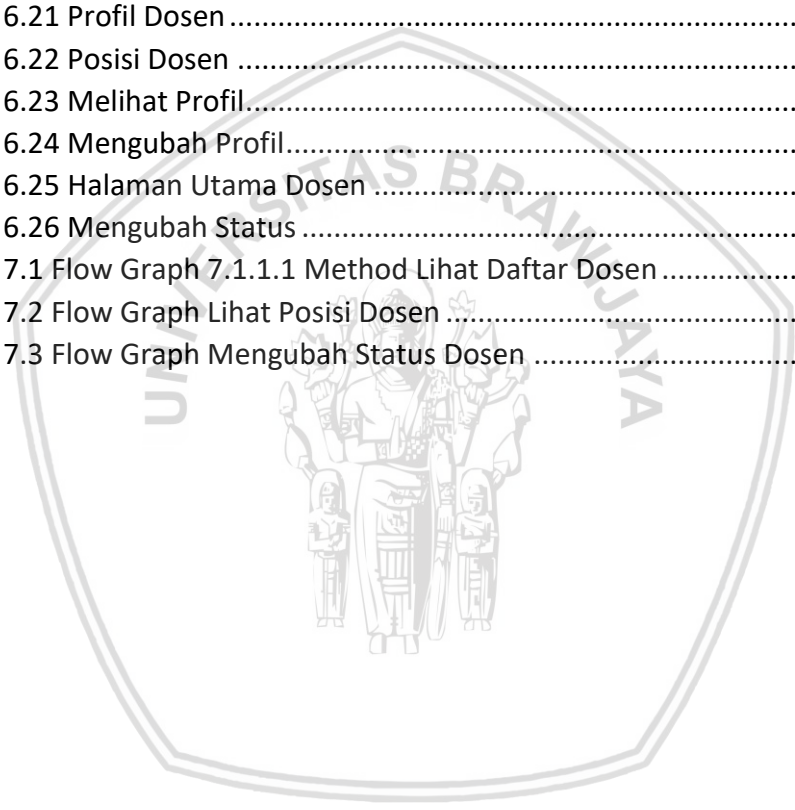 6.21 Profil Dosen ........................................................................
6.22 Posisi Dosen .......................................................................
6.23 Melihat Profil......................................................................
6.24 Mengubah Profil.................................................................
6.25 Halaman Utama Dosen ......................................................
6.26 Mengubah Status ...............................................................
7.1 Flow Graph 7.1.1.1 Method Lihat Daftar Dosen .................
7.2 Flow Graph Lihat Posisi Dosen ............................................
7.3 Flow Graph Mengubah Status Dosen .................................
UNIVERSITAS BRAWIJAYA